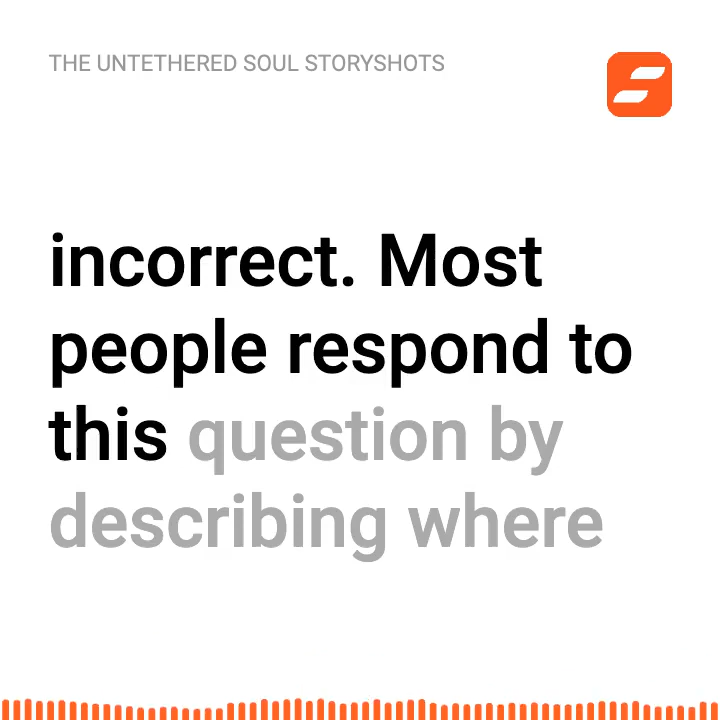 THE UNTETHERED SOUL STORYSHOTS
incorrect. Most
people respond to
this question by
describing where